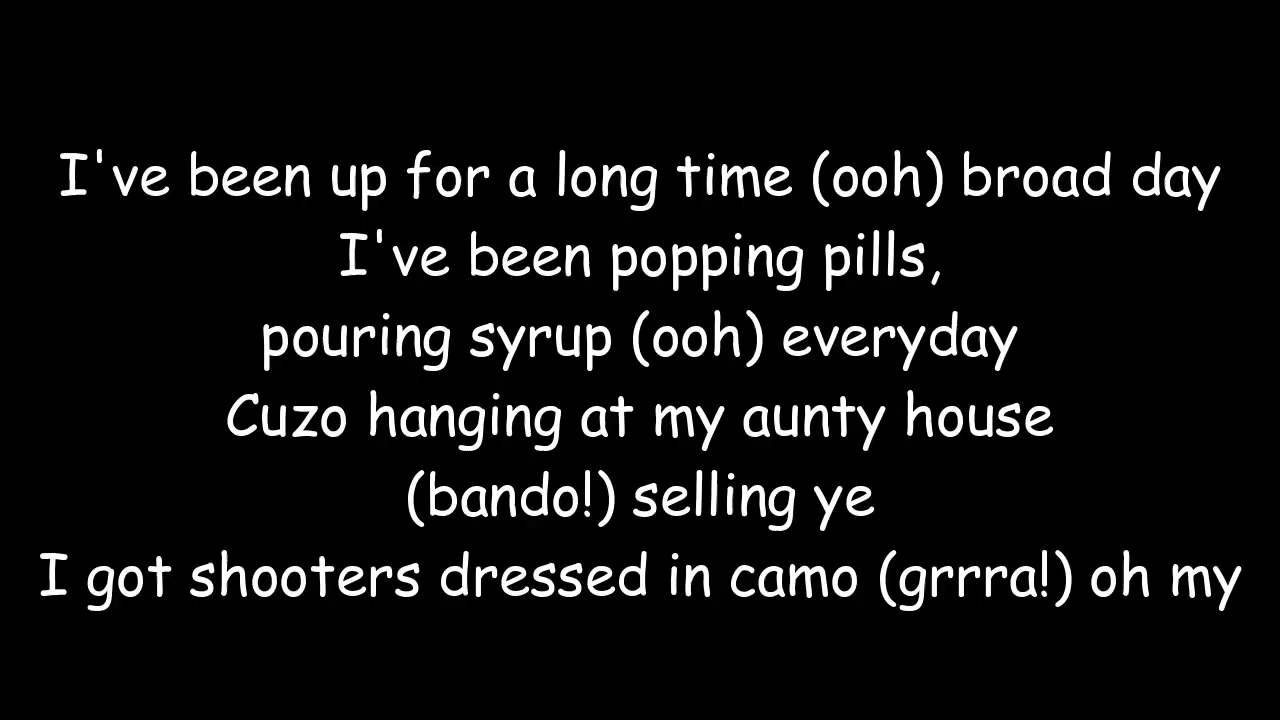 I've been up for a long time (ooh) broad day
I've been popping pills,
pouring syrup (ooh) everyday
Cuzo hanging at my aunty house
(bando!) selling ye
I got shooters dressed in camo (grrra!) oh my